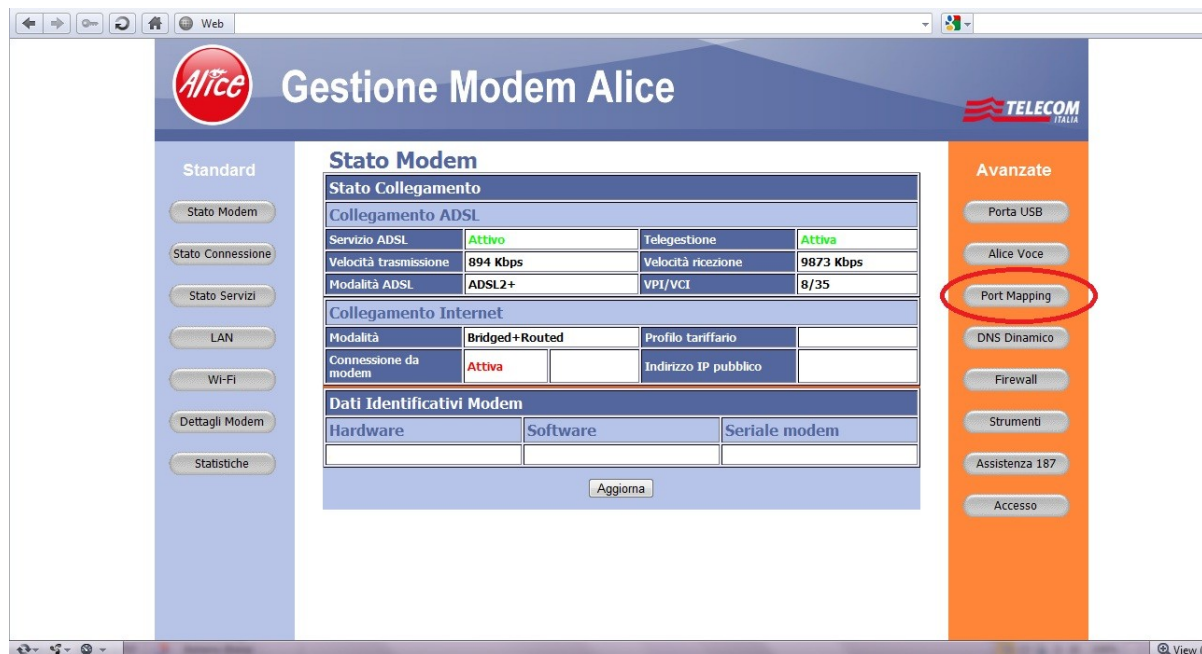 Web
Alice
Gestione Modem Alice
TELECOM
ITALIA
Standard
Stato Modem
Stato Connessione
Stato Servizi
LAN
Wi-Fi
Dettagli Modem
Statistiche
Stato Modem
Stato Collegamento
Collegamento ADSL
Servizio ADSL Attivo Telegestione Attiva
Velocità trasmissione 894 Kbps Velocità ricezione 9873 Kbps
Modalità ADSL ADSL2+ VPI/VCI 8/35
Collegamento Internet
Modalità Bridged+Routed Profilo tariffario
Connessione da
modem Attiva Indirizzo IP pubblico
Dati Identificativi Modem
Hardware Software Seriale modem
Aggiorna
Avanzate
Porta USB
Alice Voce
Port Mapping
DNS Dinamico
Firewall
Strumenti
Assistenza 187
Accesso
View